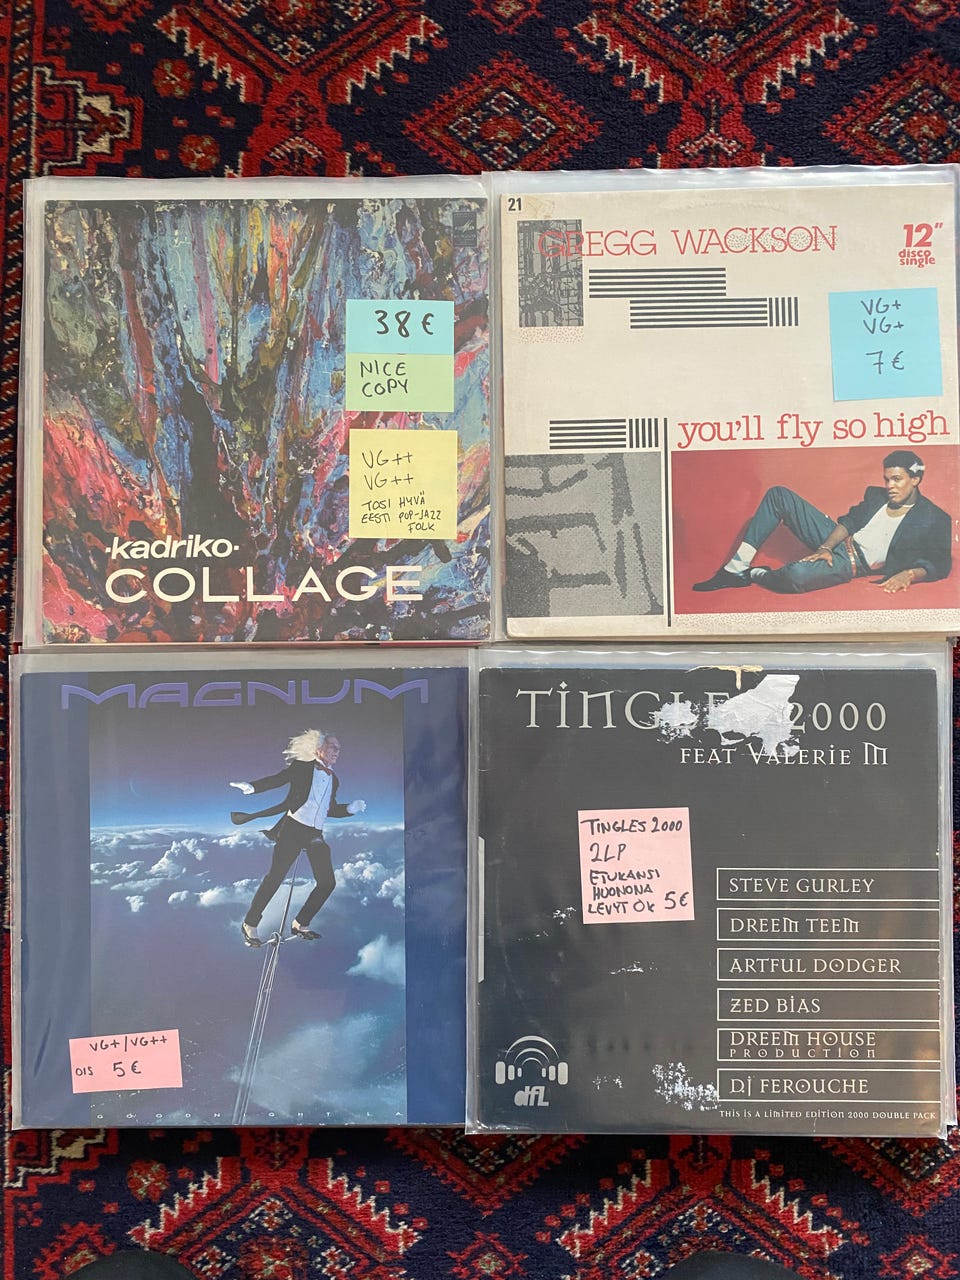 38 €
NICE
COPY
VG++
VG++
TOSI HYVÄ
EESTI POP-JAZZ
FOLK
·kadriko·
COLLAGE
21
GREGG WACKSON
12"
disco
single
VG+
VG+
7 €
you'll fly so high
MAGNUM
VG+/VG++
OIS 5 €
TINGLES 2000
FEAT VALERIE M
TINGLES 2000
2LP
ETUKANSI
HUONONA
LEVYT OK 5€
STEVE GURLEY
DREEM TEEM
ARTFUL DODGER
ZED BIAS
DREEM HOUSE
PRODUCTION
DJ FEROUCHE
dfL
THIS IS A LIMITED EDITION 2000 DOUBLE PACK